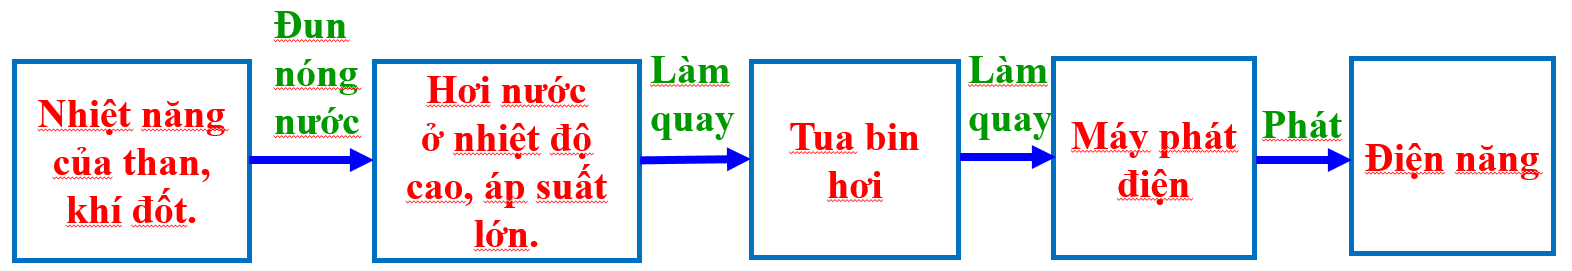 Nhiệt năng
của than,
khí đốt.
Đun
nóng
nước
Hơi nước
ở nhiệt độ
cao, áp suất
lớn.
Làm
quay
Tua bin
hơi
Làm
quay
Máy phát
điện
Phát
Điện năng